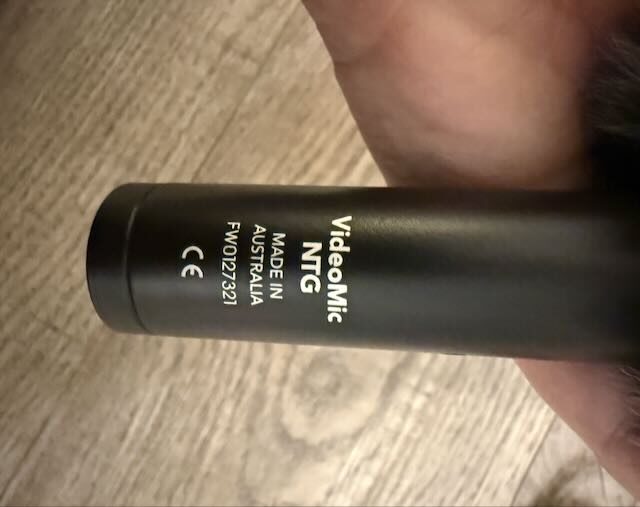 VideoMic
NTG
MADE IN
AUSTRALIA
FW0127321
CE